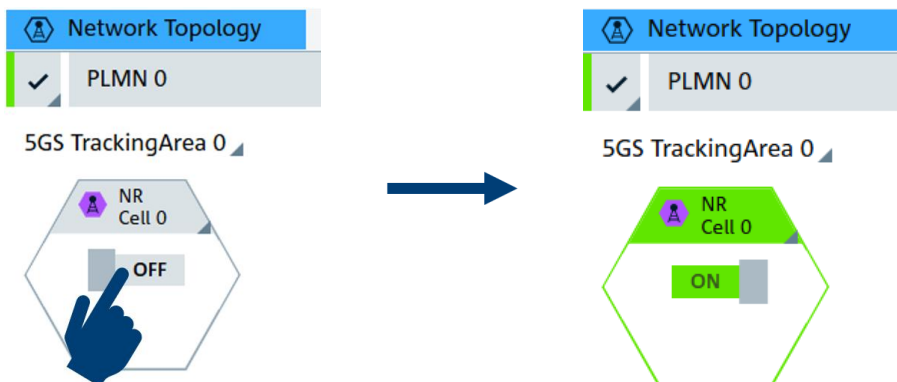 Network Topology
PLMN 0
5GS TrackingArea 0
NR
Cell 0
OFF
Network Topology
PLMN 0
5GS TrackingArea 0
NR
Cell 0
ON